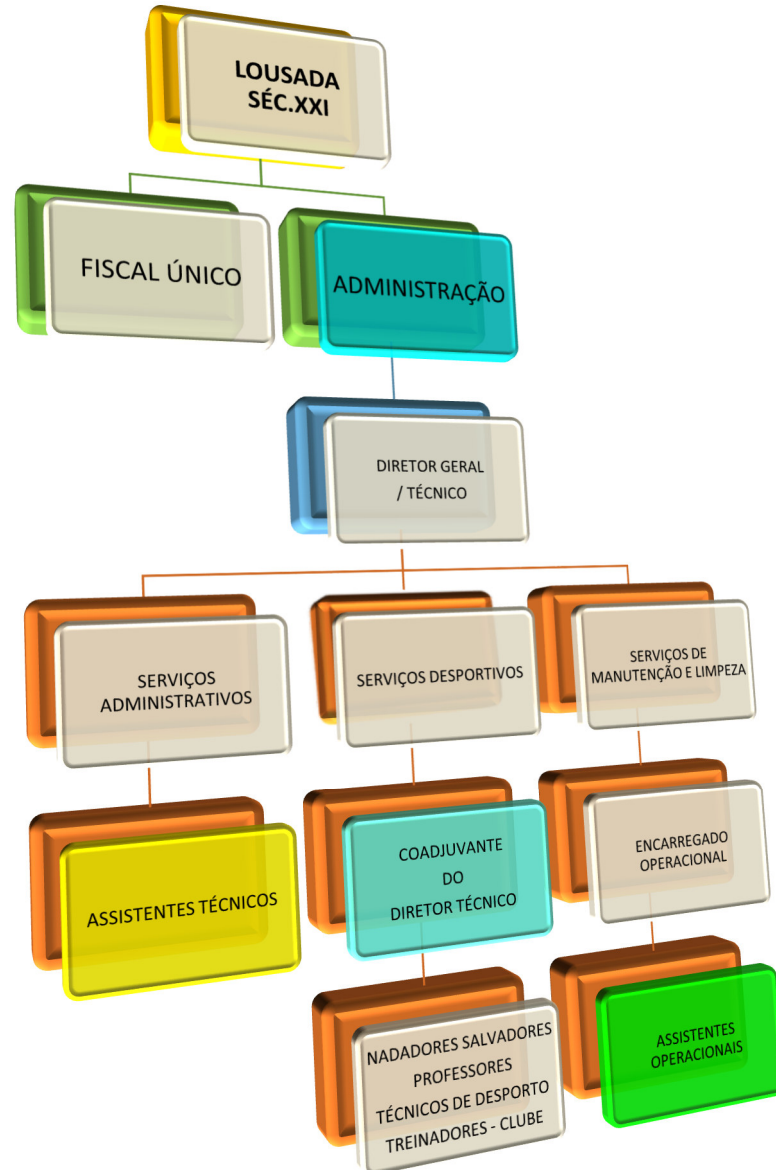 LOUSADA
SÉC.XXI
FISCAL ÚNICO
ADMINISTRAÇÃO
DIRETOR GERAL
/ TÉCNICO
SERVIÇOS
ADMINISTRATIVOS
SERVIÇOS DESPORTIVOS
SERVIÇOS DE
MANUTENÇÃO E LIMPEZA
ASSISTENTES TÉCNICOS
COADJUVANTE
DO
DIRETOR TÉCNICO
ENCARREGADO
OPERACIONAL
NADADORES SALVADORES
PROFESSORES
TÉCNICOS DE DESPORTO
TREINADORES - CLUBE
ASSISTENTES
OPERACIONAIS